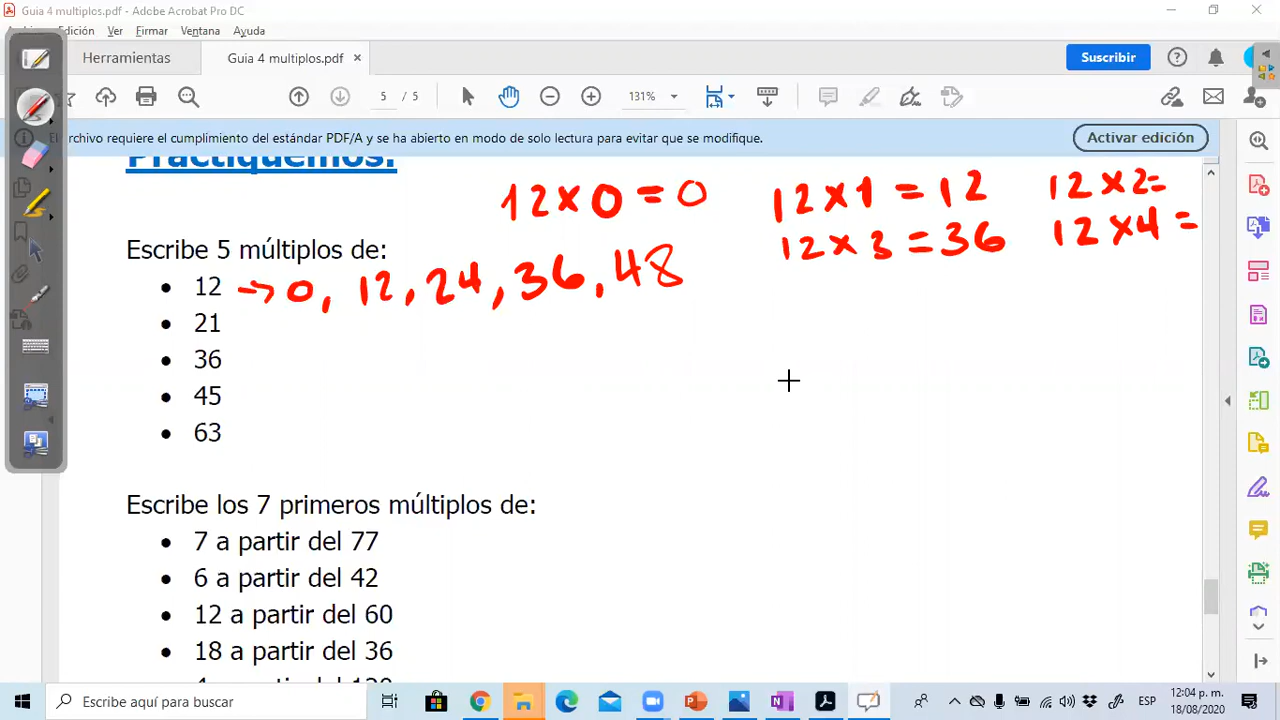 Guia 4 multiplos.pdf - Adobe Acrobat Pro DC
Edición Ver Firmar Ventana Ayuda
Herramientas Guia 4 multiplos.pdf × Suscribir
5 / 5 131%
El archivo requiere el cumplimiento del estándar PDF/A y se ha abierto en modo de solo lectura para evitar que se modifique. Activar edición
Practiquemos:
12 x 0 = 0 12 x 1 = 12 12 x 2=
12 x 3 = 36 12 x 4 =
Escribe 5 múltiplos de:
• 12 → 0, 12, 24, 36, 48
• 21
• 36
• 45
• 63
Escribe los 7 primeros múltiplos de:
• 7 a partir del 77
• 6 a partir del 42
• 12 a partir del 60
• 18 a partir del 36
Escribe aquí para buscar ESP 12:04 p. m.
18/08/2020